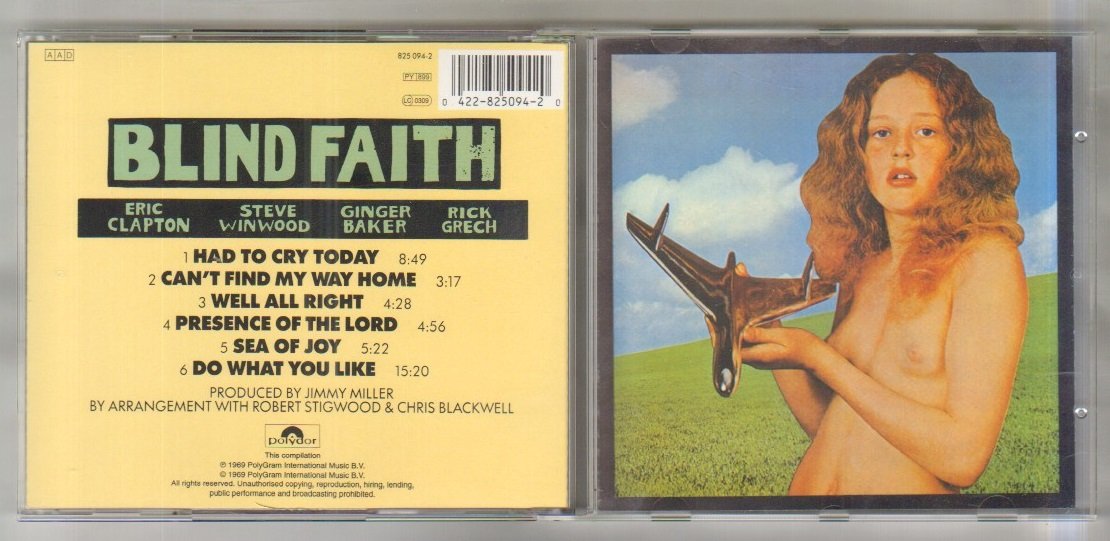 AAD
825 094-2
PY 899
LC 0309
0 422-825094-2 0
BLIND FAITH
ERIC CLAPTON STEVE WINWOOD GINGER BAKER RICK GRECH
1 HAD TO CRY TODAY 8:49
2 CAN'T FIND MY WAY HOME 3:17
3 WELL ALL RIGHT 4:28
4 PRESENCE OF THE LORD 4:56
5 SEA OF JOY 5:22
6 DO WHAT YOU LIKE 15:20
PRODUCED BY JIMMY MILLER
BY ARRANGEMENT WITH ROBERT STIGWOOD & CHRIS BLACKWELL
polydor
This compilation
℗ 1969 PolyGram International Music B.V.
© 1969 PolyGram International Music B.V.
All rights reserved. Unauthorised copying, reproduction, hiring, lending,
public performance and broadcasting prohibited.